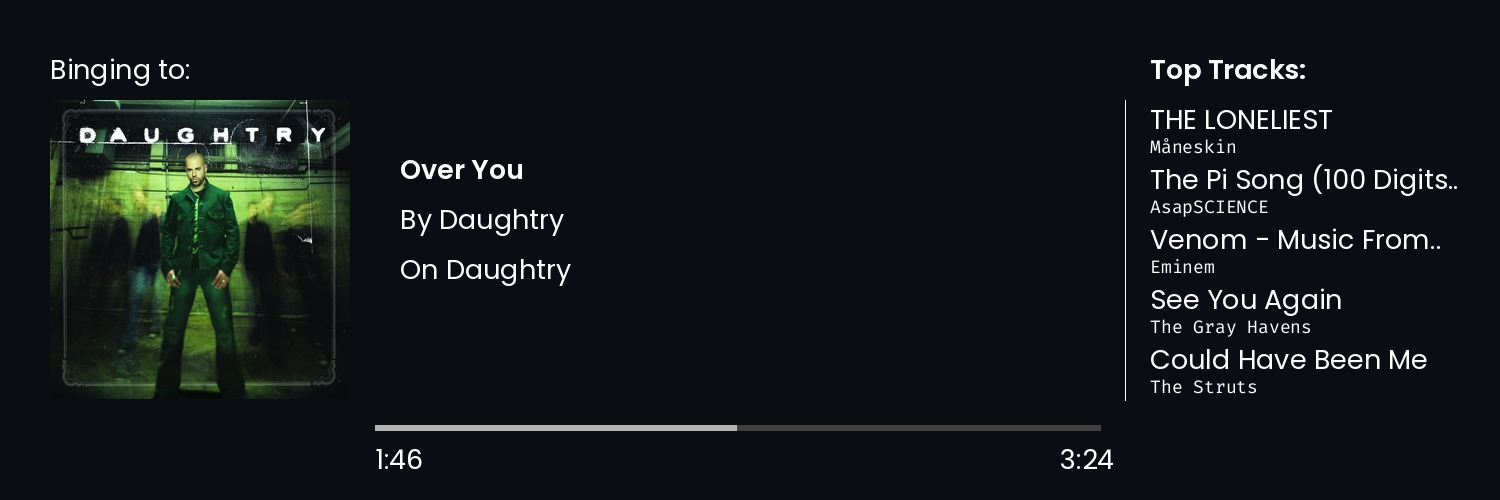 Binging to:
DAUGHTRY
Over You
By Daughtry
On Daughtry
1:46
3:24
Top Tracks:
THE LONELIEST
Måneskin
The Pi Song (100 Digits..
AsapSCIENCE
Venom - Music From..
Eminem
See You Again
The Gray Havens
Could Have Been Me
The Struts